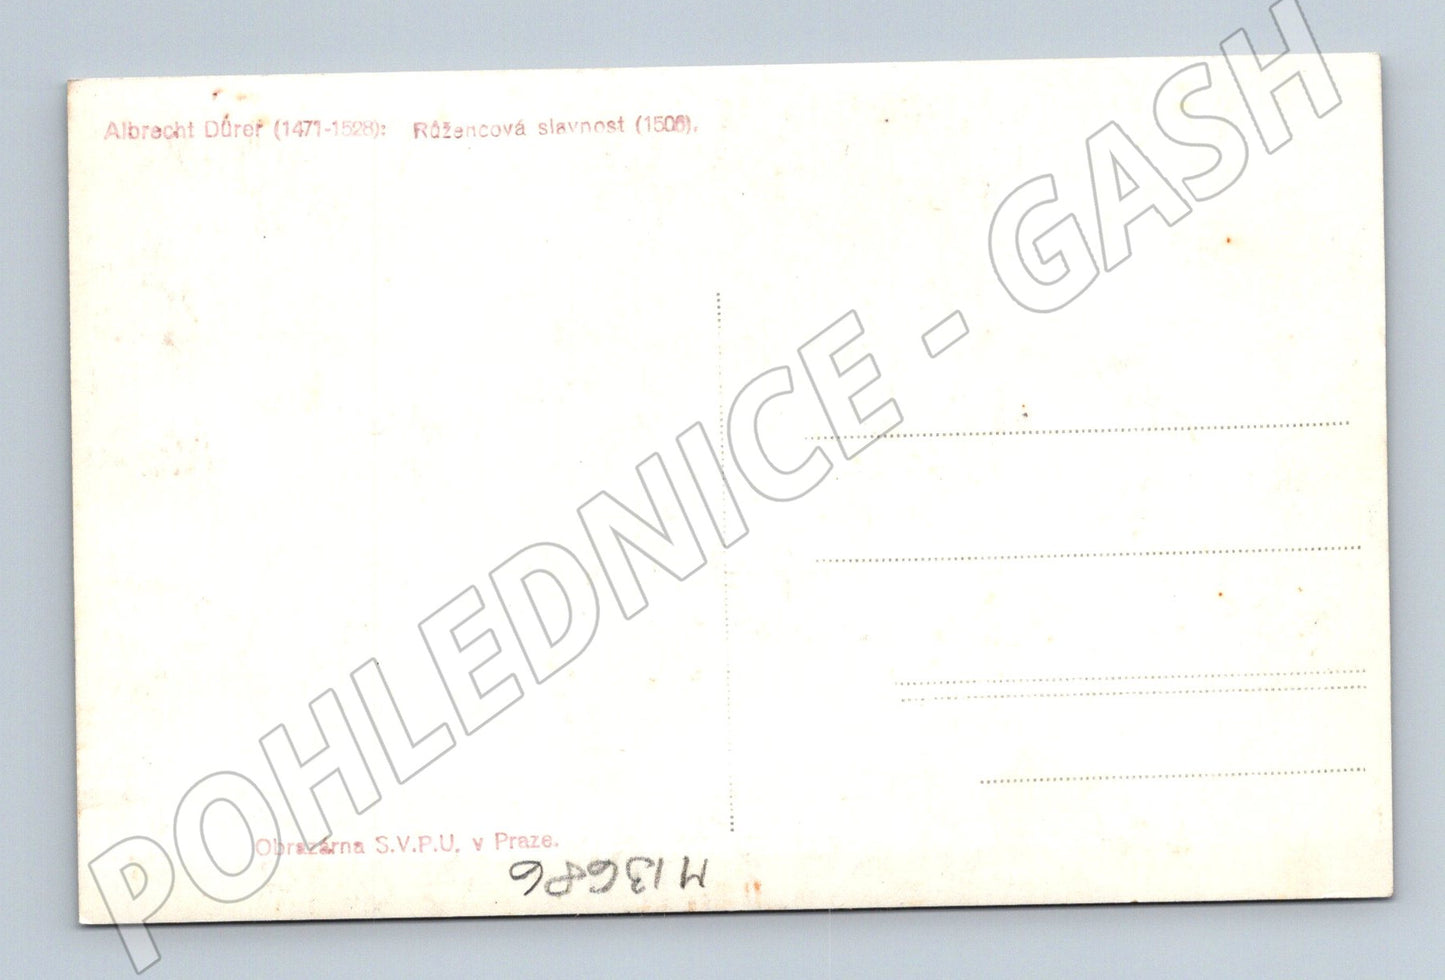 Albrecht Dürer (1471-1528): Růžencová slavnost (1506).
POHLEDNICE - GASH
Obrazárna S.V.P.U. v Praze.
M13686